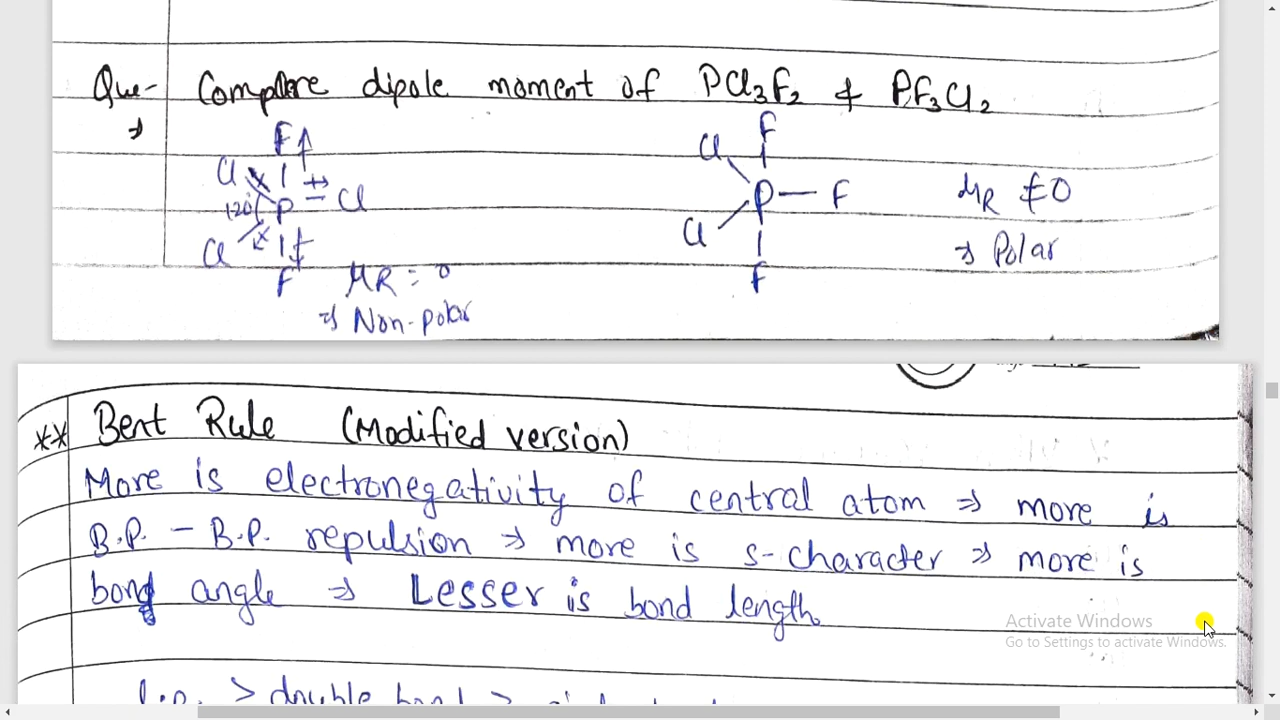 Que- Compare dipole moment of PCl₃F₂ & PF₃Cl₂
⇒
F
Cl
120°
P
Cl
Cl
F
μR = 0
⇒ Non-polar
F
Cl
P
F
Cl
F
μR ≠ 0
⇒ Polar
** Bent Rule (Modified version)
More is electronegativity of central atom ⇒ more is
B.P. - B.P. repulsion ⇒ more is s-character ⇒ more is
bond angle ⇒ Lesser is bond length.
Activate Windows
Go to Settings to activate Windows.
l.p. > double bond >